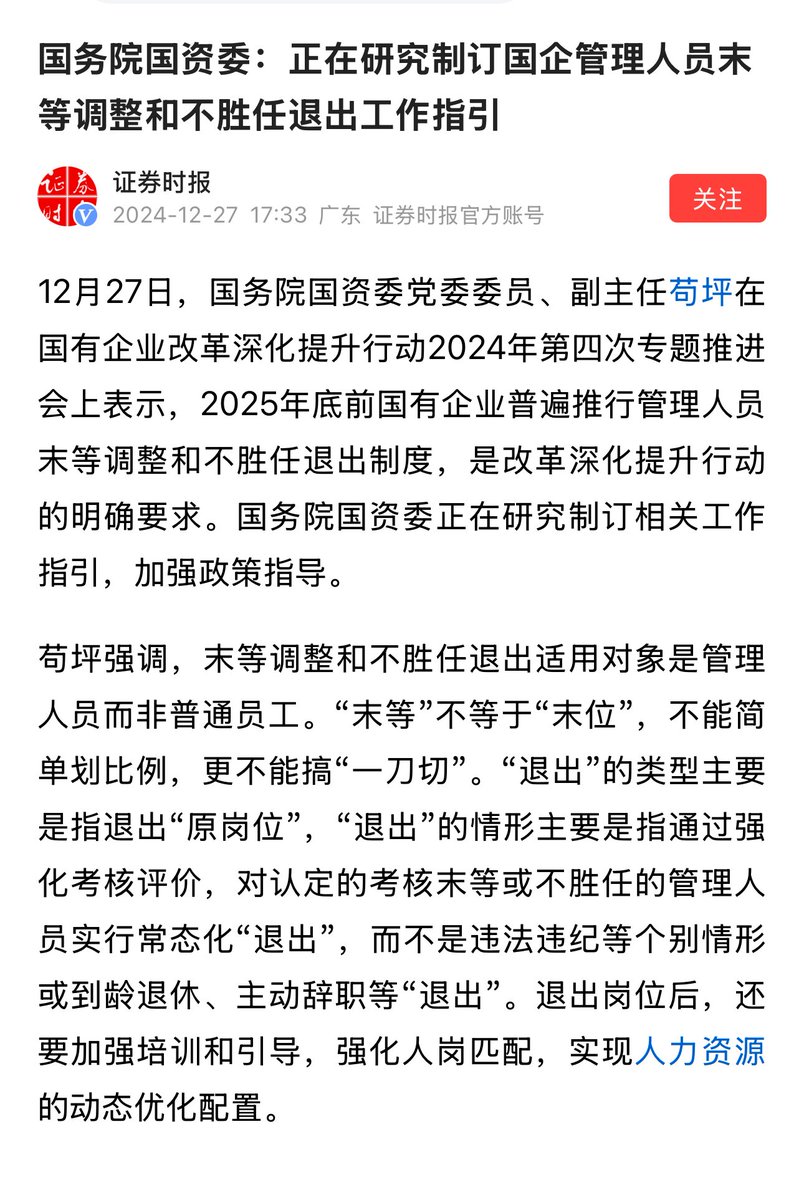 国务院国资委：正在研究制订国企管理人员末
等调整和不胜任退出工作指引
证券时报
2024-12-27 17:33 广东 证券时报官方账号
关注
12月27日，国务院国资委党委委员、副主任苟坪在
国有企业改革深化提升行动2024年第四次专题推进
会上表示，2025年底前国有企业普遍推行管理人员
末等调整和不胜任退出制度，是改革深化提升行动
的明确要求。国务院国资委正在研究制订相关工作
指引，加强政策指导。
苟坪强调，末等调整和不胜任退出适用对象是管理
人员而非普通员工。“末等”不等于“末位”，不能简
单划比例，更不能搞“一刀切”。“退出”的类型主要
是指退出“原岗位”，“退出”的情形主要是指通过强
化考核评价，对认定的考核末等或不胜任的管理人
员实行常态化“退出”，而不是违法违纪等个别情形
或到龄退休、主动辞职等“退出”。退出岗位后，还
要加强培训和引导，强化人岗匹配，实现人力资源
的动态优化配置。